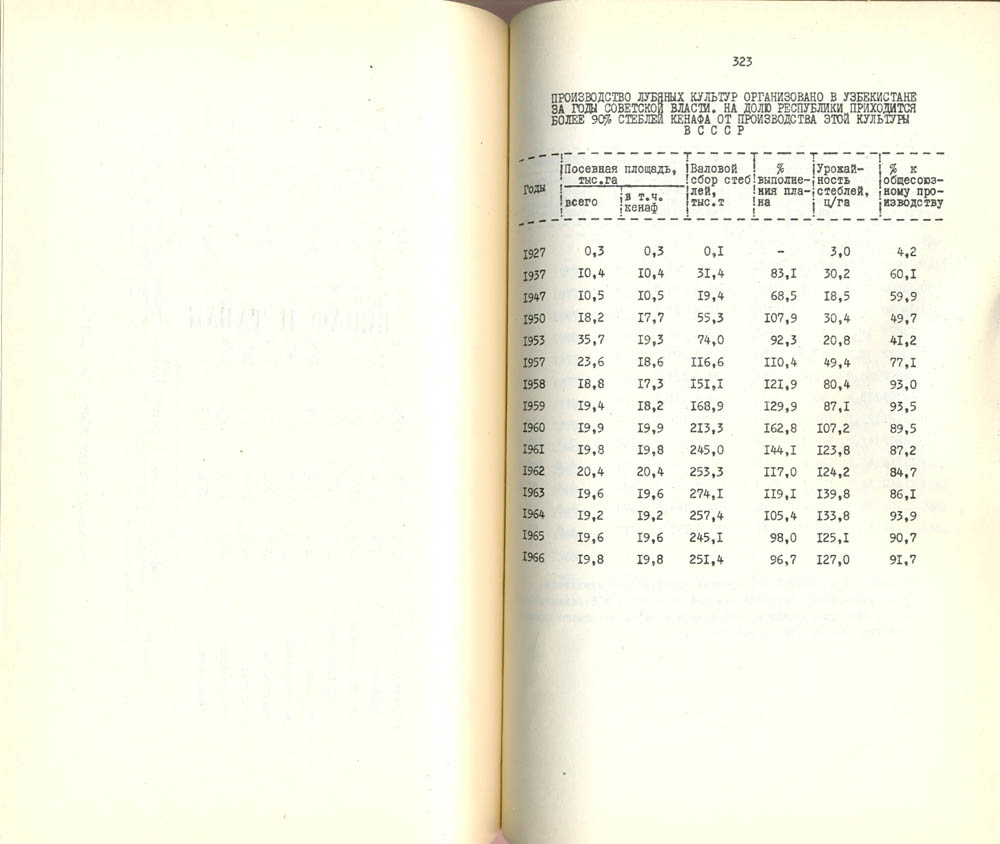 323
ПРОИЗВОДСТВО ЛУБЯНЫХ КУЛЬТУР ОРГАНИЗОВАНО В УЗБЕКИСТАНЕ
ЗА ГОДЫ СОВЕТСКОЙ ВЛАСТИ. НА ДОЛЮ РЕСПУБЛИКИ ПРИХОДИТСЯ
БОЛЕЕ 90% СТЕБЛЕЙ КЕНАФА ОТ ПРОИЗВОДСТВА ЭТОЙ КУЛЬТУРЫ
В СССР
Годы
Посевная площадь,
тыс.га
всего
в т.ч.
кенаф
Валовой
сбор стеб
лей,
тыс.т
%
выполне-
ния пла-
на
Урожай-
ность
стеблей,
ц/га
% к
общесоюз-
ному про-
изводству
1927 0,3 0,3 0,1 - 3,0 4,2
1937 10,4 10,4 31,4 83,1 30,2 60,1
1947 10,5 10,5 19,4 68,5 18,5 59,9
1950 18,2 17,7 55,3 107,9 30,4 49,7
1953 35,7 19,3 74,0 92,3 20,8 41,2
1957 23,6 18,6 116,6 110,4 49,4 77,1
1958 18,8 17,3 151,1 121,9 80,4 93,0
1959 19,4 18,2 168,9 129,9 87,1 93,5
1960 19,9 19,9 213,3 162,8 107,2 89,5
1961 19,8 19,8 245,0 144,1 123,8 87,2
1962 20,4 20,4 253,3 117,0 124,2 84,7
1963 19,6 19,6 274,1 119,1 139,8 86,1
1964 19,2 19,2 257,4 105,4 133,8 93,9
1965 19,6 19,6 245,1 98,0 125,1 90,7
1966 19,8 19,8 251,4 96,7 127,0 91,7